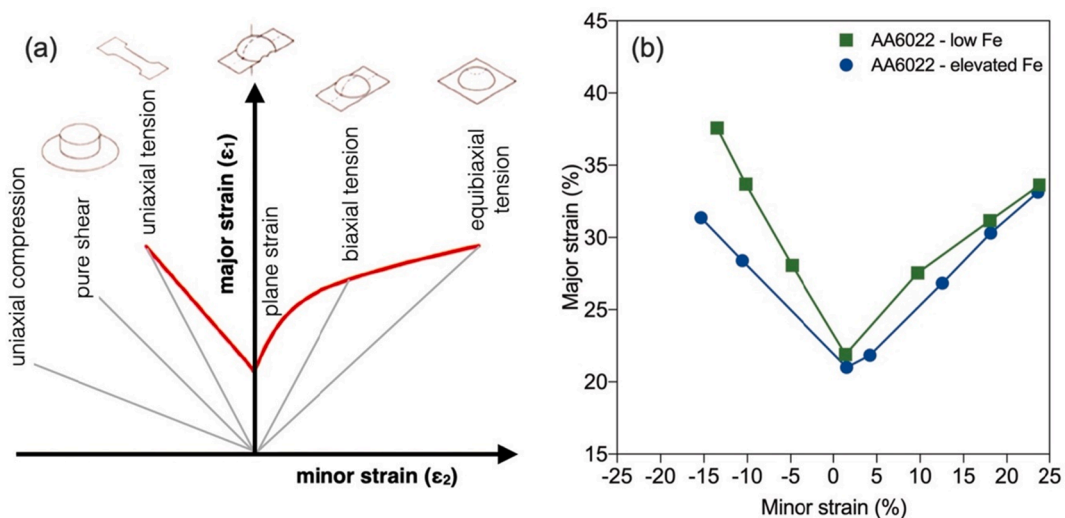 (a)
uniaxial compression
pure shear
uniaxial tension
major strain (ε₁)
plane strain
biaxial tension
equibiaxial
tension
minor strain (ε₂)
(b)
AA6022 - low Fe
AA6022 - elevated Fe
Major strain (%)
45
40
35
30
25
20
15
-25 -20 -15 -10 -5 0 5 10 15 20 25
Minor strain (%)